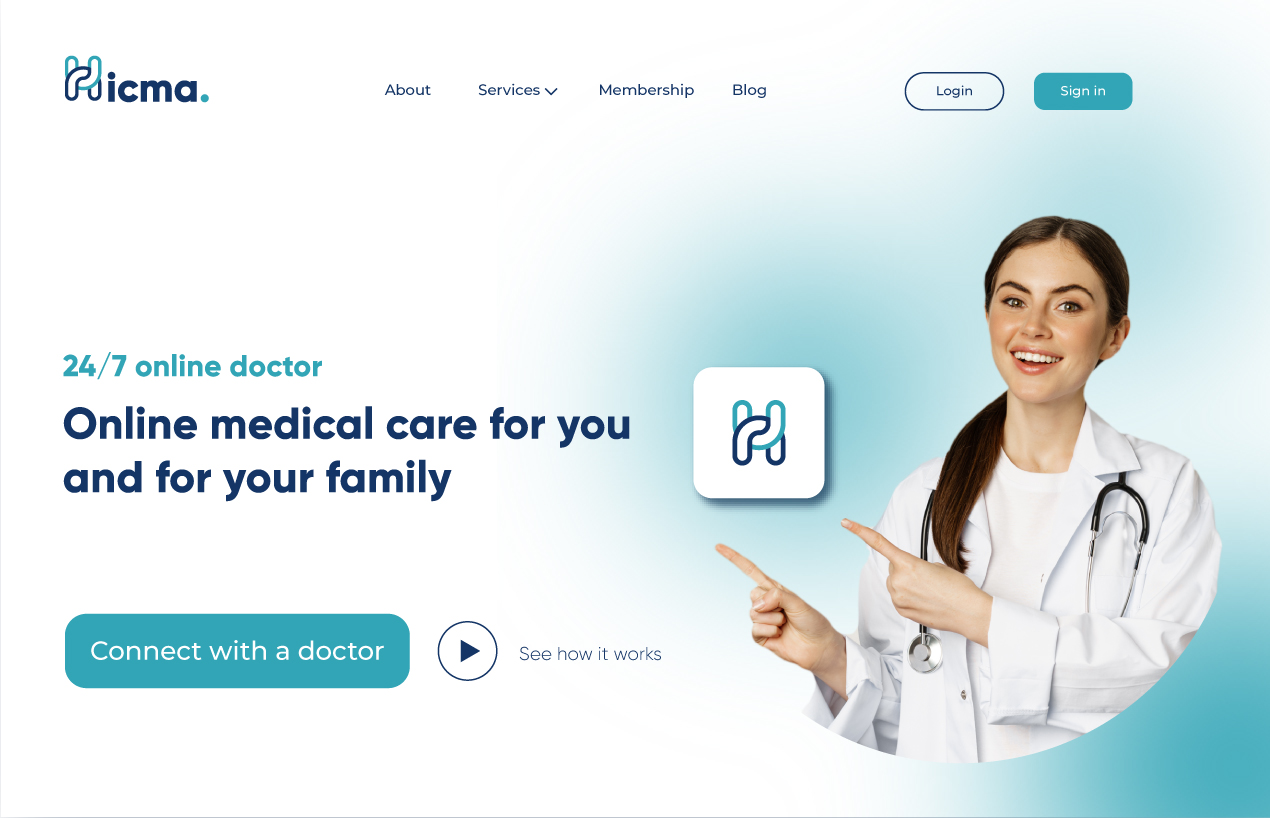 Hicma.
About
Services
Membership
Blog
Login
Sign in
24/7 online doctor
Online medical care for you
and for your family
H
Connect with a doctor
See how it works